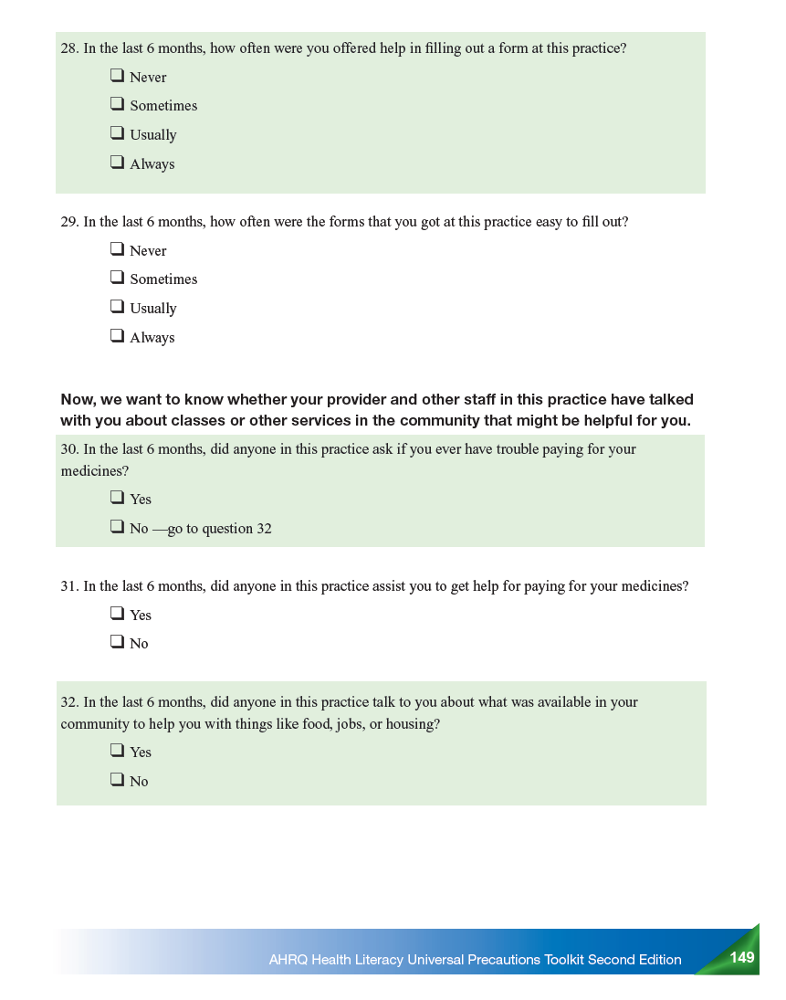 28. In the last 6 months, how often were you offered help in filling out a form at this practice?
❏ Never
❏ Sometimes
❏ Usually
❏ Always
29. In the last 6 months, how often were the forms that you got at this practice easy to fill out?
❏ Never
❏ Sometimes
❏ Usually
❏ Always
Now, we want to know whether your provider and other staff in this practice have talked
with you about classes or other services in the community that might be helpful for you.
30. In the last 6 months, did anyone in this practice ask if you ever have trouble paying for your
medicines?
❏ Yes
❏ No —go to question 32
31. In the last 6 months, did anyone in this practice assist you to get help for paying for your medicines?
❏ Yes
❏ No
32. In the last 6 months, did anyone in this practice talk to you about what was available in your
community to help you with things like food, jobs, or housing?
❏ Yes
❏ No
AHRQ Health Literacy Universal Precautions Toolkit Second Edition 149